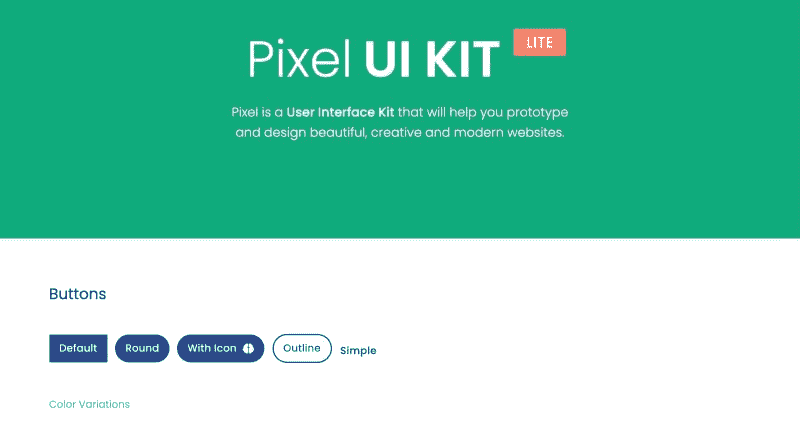 Pixel UI KIT LITE
Pixel is a User Interface Kit that will help you prototype
and design beautiful, creative and modern websites.
Buttons
Default Round With Icon Outline Simple
Color Variations